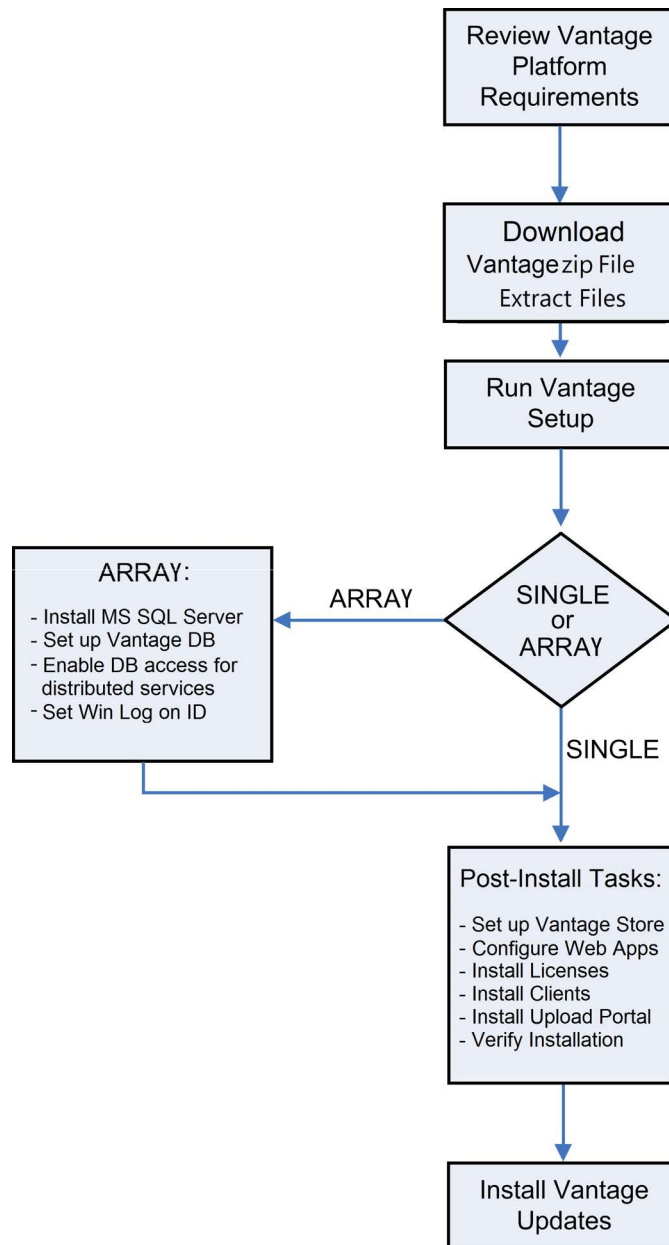 Review Vantage
Platform
Requirements
Download
Vantage zip File
Extract Files
Run Vantage
Setup
SINGLE
or
ARRAY
ARRAY
ARRAY:
- Install MS SQL Server
- Set up Vantage DB
- Enable DB access for
distributed services
- Set Win Log on ID
SINGLE
Post-Install Tasks:
- Set up Vantage Store
- Configure Web Apps
- Install Licenses
- Install Clients
- Install Upload Portal
- Verify Installation
Install Vantage
Updates